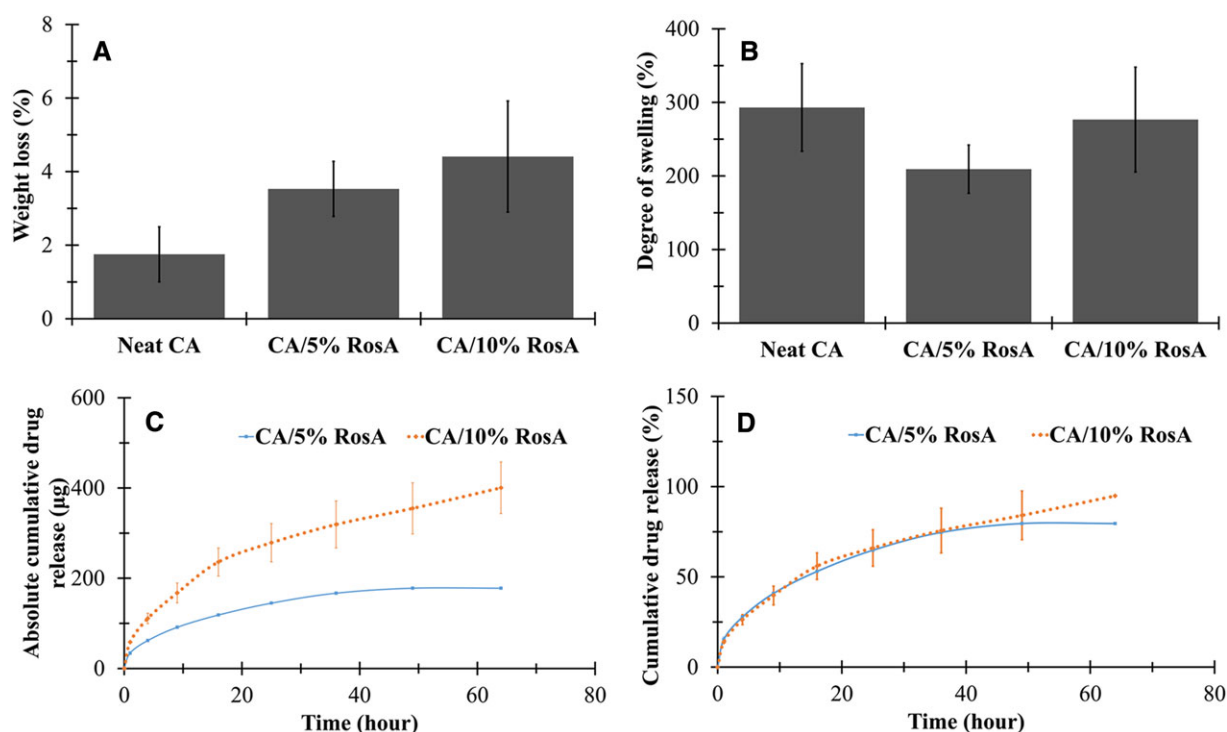 A
Weight loss (%)
8
6
4
2
0
Neat CA
CA/5% RosA
CA/10% RosA
B
Degree of swelling (%)
400
300
200
100
0
Neat CA
CA/5% RosA
CA/10% RosA
C
Absolute cumulative drug
release (µg)
600
400
200
0
CA/5% RosA
CA/10% RosA
0
20
40
60
80
Time (hour)
D
Cumulative drug release (%)
150
100
50
0
CA/5% RosA
CA/10% RosA
0
20
40
60
80
Time (hour)